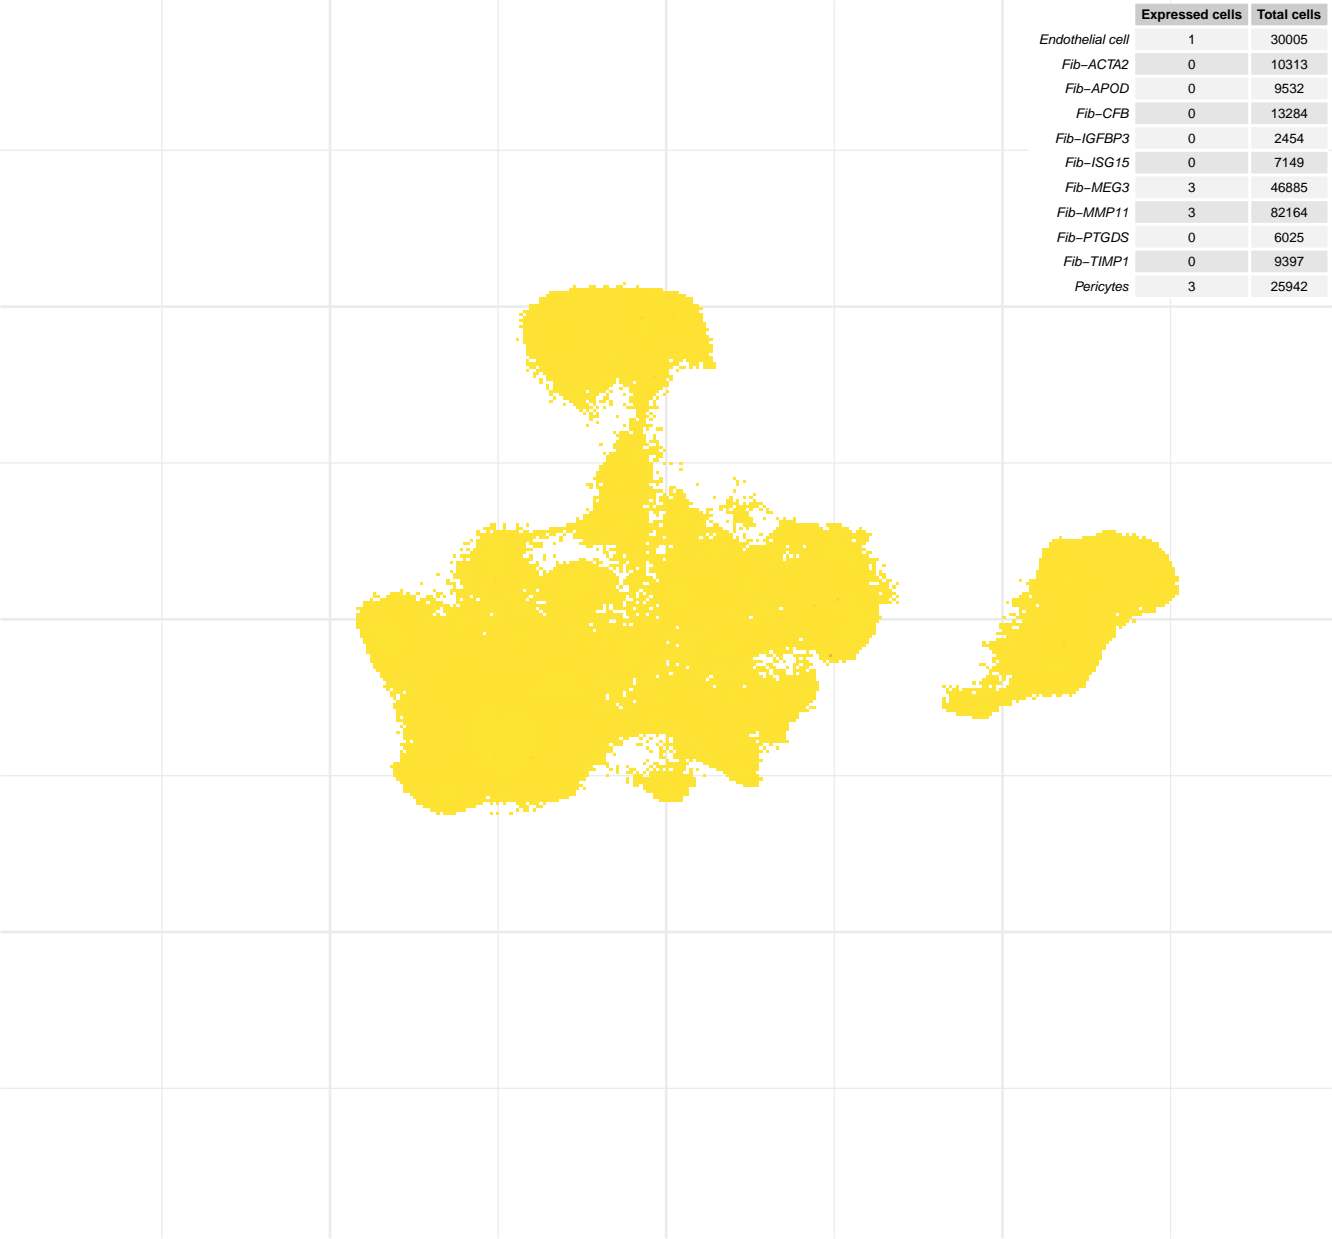 Expressed cells Total cells
Endothelial cell 1 30005
Fib−ACTA2 0 10313
Fib−APOD 0 9532
Fib−CFB 0 13284
Fib−IGFBP3 0 2454
Fib−ISG15 0 7149
Fib−MEG3 3 46885
Fib−MMP11 3 82164
Fib−PTGDS 0 6025
Fib−TIMP1 0 9397
Pericytes 3 25942